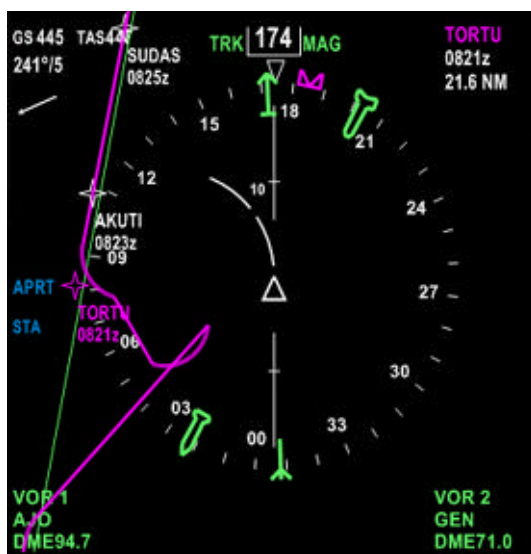 GS 445 TAS 44
241°/5
TRK 174 MAG
TORTU
0821z
21.6 NM
SUDAS
0825z
15
18
21
12
10
24
AKUTI
0823z
09
27
APRT
TORTU
0821z
STA
06
30
03
33
00
VOR 1
AJO
DME94.7
VOR 2
GEN
DME71.0